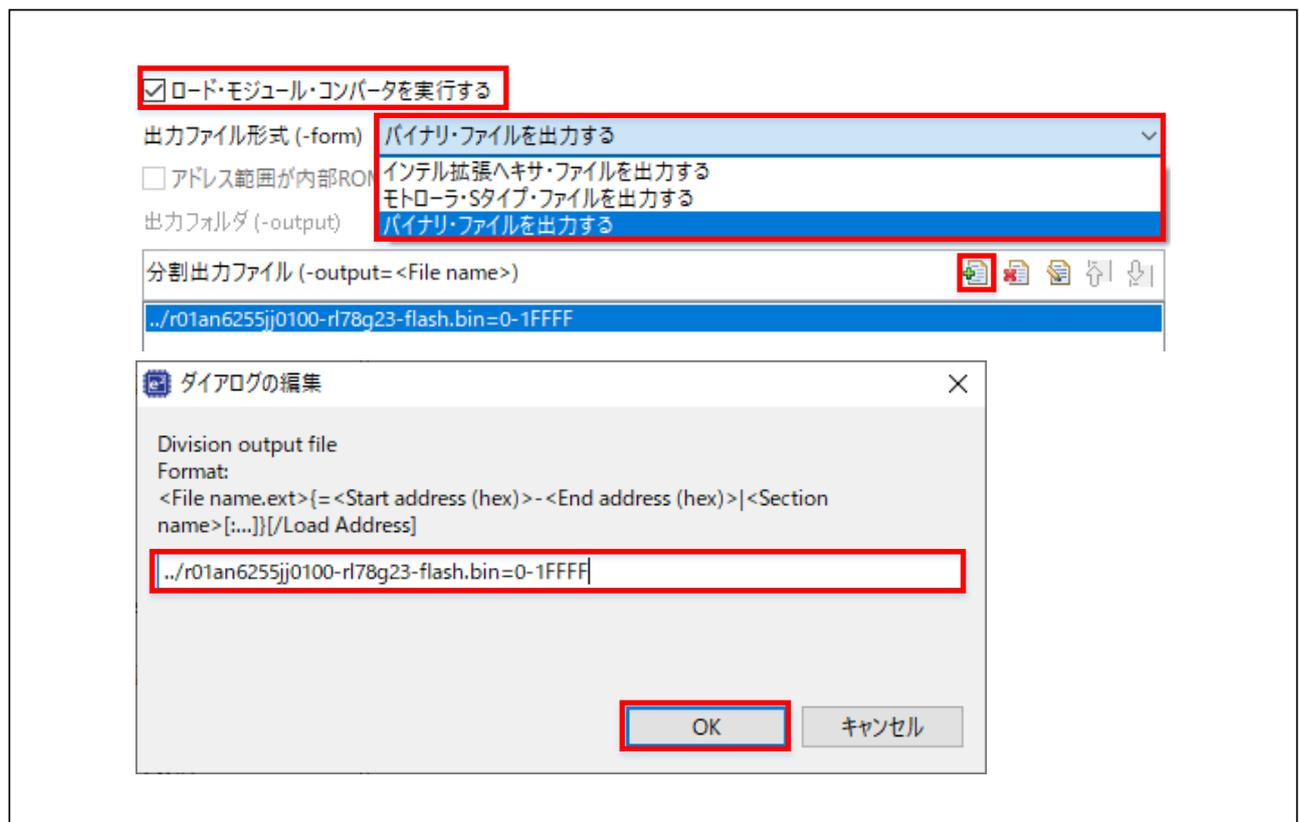 ロード・モジュール・コンバータを実行する
出力ファイル形式 (-form)
バイナリ・ファイルを出力する
インテル拡張ヘキサ・ファイルを出力する
モトローラ・Sタイプ・ファイルを出力する
バイナリ・ファイルを出力する
アドレス範囲が内部ROM
出力フォルダ (-output)
分割出力ファイル (-output=<File name>)
../r01an6255jj0100-rl78g23-flash.bin=0-1FFFF
ダイアログの編集
Division output file
Format:
<File name.ext>{=<Start address (hex)>-<End address (hex)>|<Section
name>[:...]}[/Load Address]
../r01an6255jj0100-rl78g23-flash.bin=0-1FFFF
OK
キャンセル